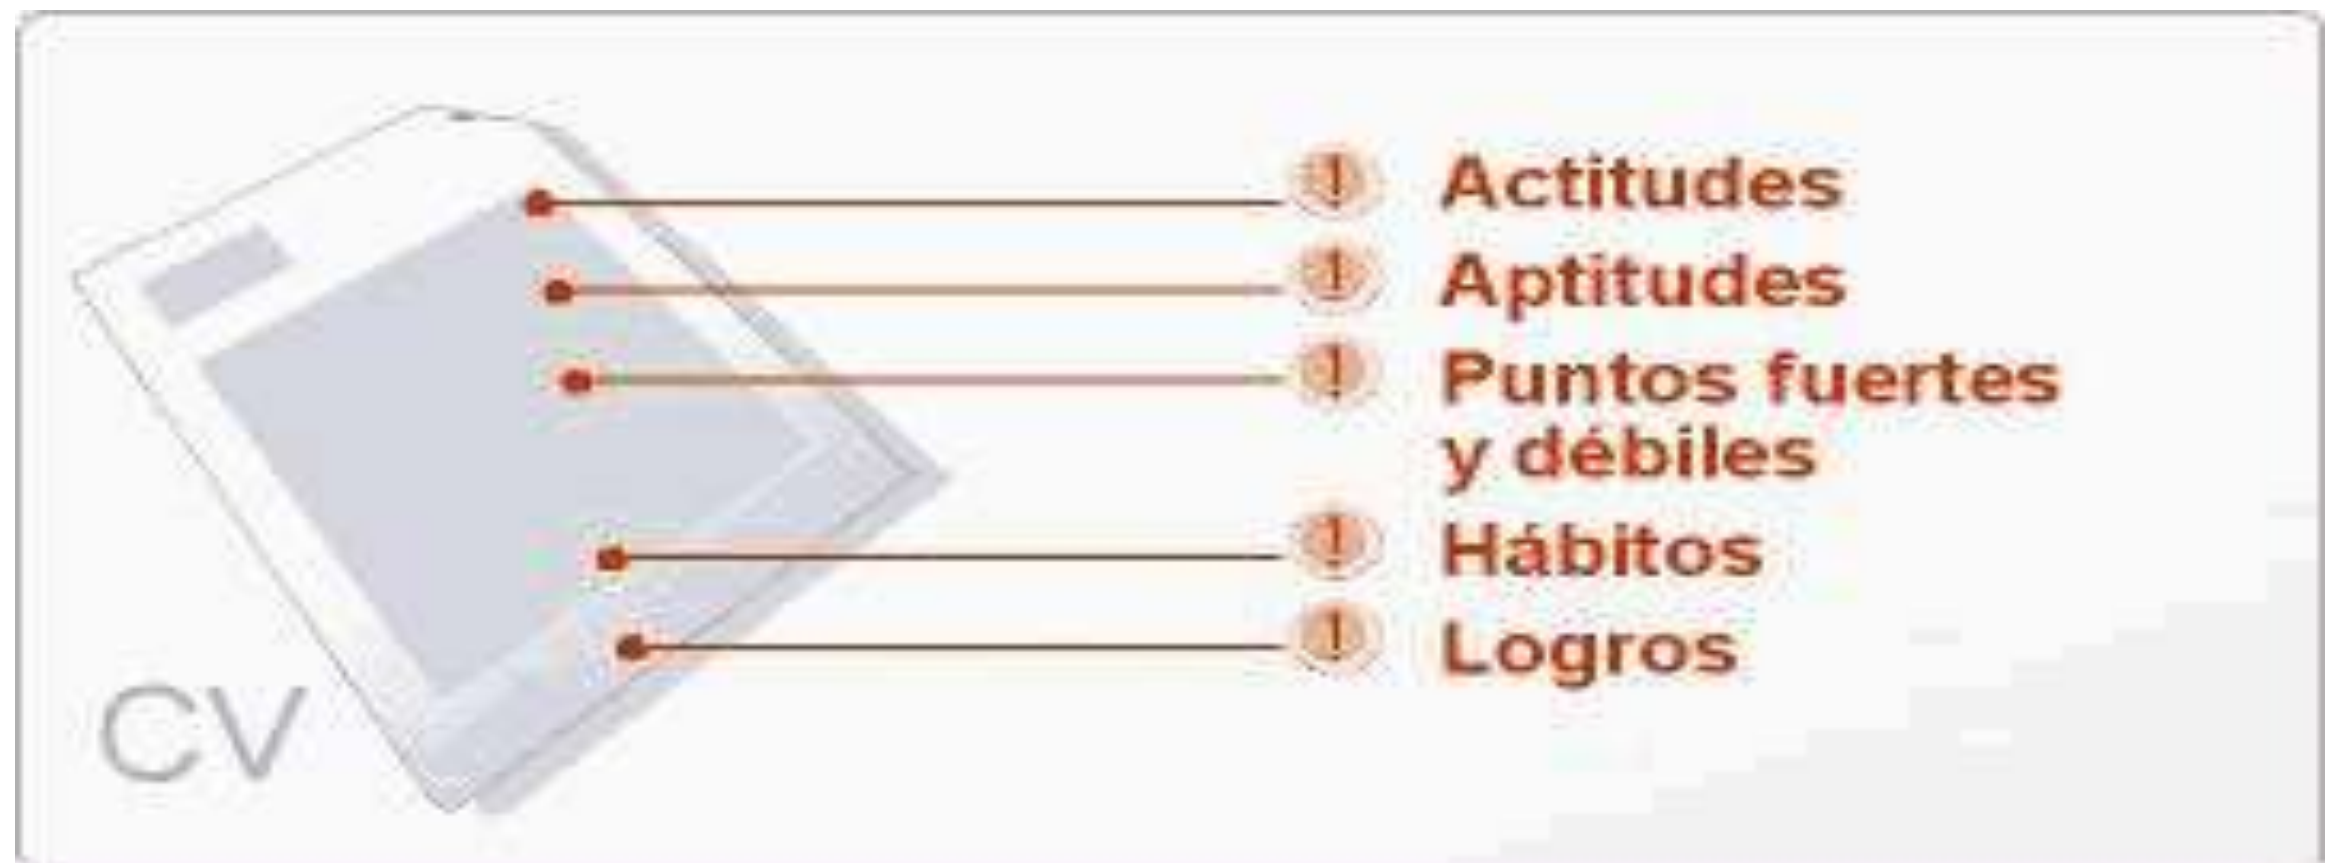 Actitudes
Aptitudes
Puntos fuertes
y débiles
Hábitos
Logros
CV